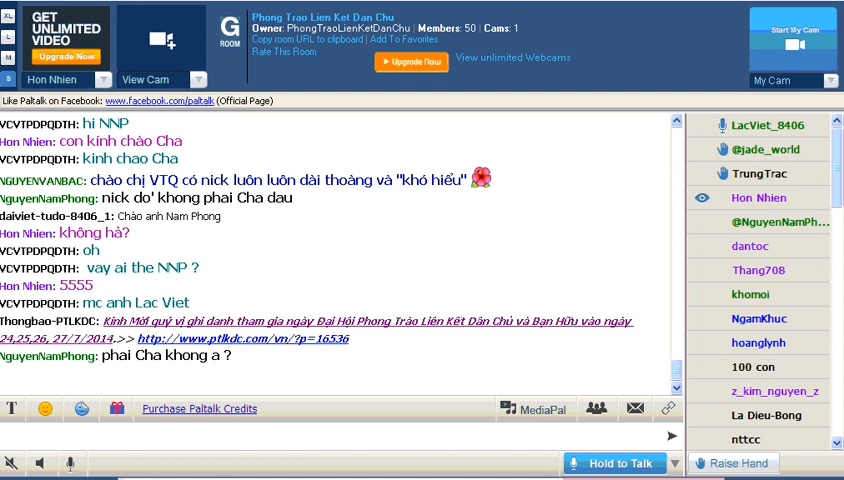 XL
L
M
S
GET
UNLIMITED
VIDEO
Upgrade Now
Hon Nhien
View Cam
G
ROOM
Phong Trao Lien Ket Dan Chu
Owner: PhongTraoLienKetDanChu | Members: 50 | Cams: 1
Copy room URL to clipboard | Add To Favorites
Rate This Room
Upgrade Now
View unlimited Webcams
Start My Cam
My Cam
Like Paltalk on Facebook: www.facebook.com/paltalk (Official Page)
VCVTPDPQDTH: hi NNP
Hon Nhien: con kính chào Cha
VCVTPDPQDTH: kinh chao Cha
NGUYENVANBAC: chào chị VTQ có nick luôn luôn dài thoàng và "khó hiểu"
NguyenNamPhong: nick do' khong phai Cha dau
daiviet-tudo-8406_1: Chào anh Nam Phong
Hon Nhien: không hả?
VCVTPDPQDTH: oh
VCVTPDPQDTH: vay ai the NNP ?
Hon Nhien: 5555
VCVTPDPQDTH: mc anh Lac Viet
Thongbao-PTLKDC: Kính Mời quý vị ghi danh tham gia ngày Đại Hội Phong Trào Liên Kết Dân Chủ và Bạn Hữu vào ngày
24,25,26, 27/7/2014.>> http://www.ptlkdc.com/vn/?p=16536
NguyenNamPhong: phai Cha khong a ?
T
Purchase Paltalk Credits
MediaPal
Hold to Talk
LacViet_8406
@jade_world
TrungTrac
Hon Nhien
@NguyenNamPh...
dantoc
Thang708
khomoi
NgamKhuc
hoanglynh
100 con
z_kim_nguyen_z
La Dieu-Bong
nttcc
Raise Hand